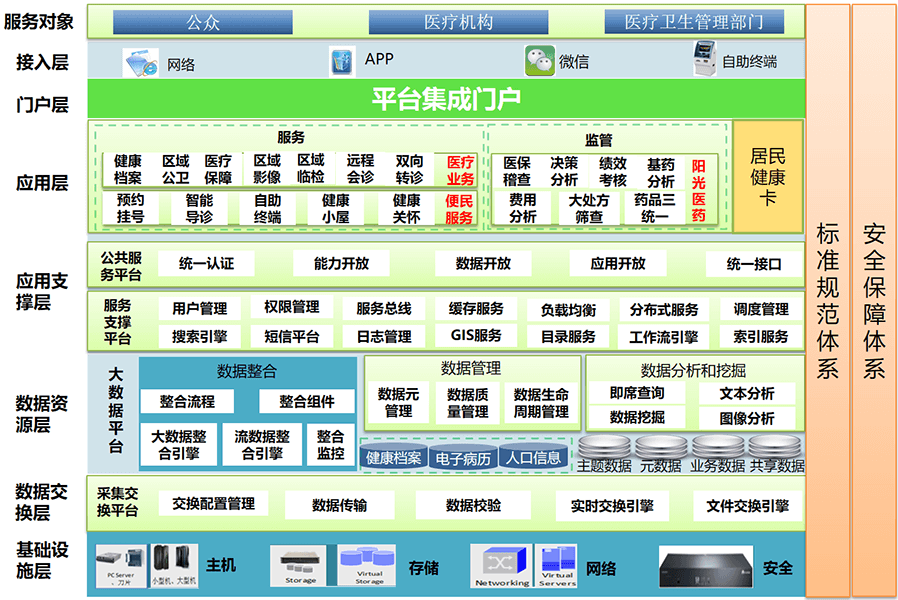 服务对象
公众
医疗机构
医疗卫生管理部门
接入层
网络
APP
微信
自助终端
门户层
平台集成门户
应用层
服务
健康
档案
区域
公卫
医疗
保障
区域
影像
区域
临检
远程
会诊
双向
转诊
医疗
业务
预约
挂号
智能
导诊
自助
终端
健康
小屋
健康
关怀
便民
服务
监管
医保
稽查
决策
分析
绩效
考核
基药
分析
费用
分析
大处方
筛查
药品三
统一
阳
光
医
药
居民
健康
卡
应用支
撑层
公共服
务平台
统一认证
能力开放
数据开放
应用开放
统一接口
服务
支撑
平台
用户管理
权限管理
服务总线
缓存服务
负载均衡
分布式服务
调度管理
搜索引擎
短信平台
日志管理
GIS服务
目录服务
工作流引擎
索引服务
数据资
源层
大
数
据
平
台
数据整合
整合流程
整合组件
大数据整
合引擎
流数据整
合引擎
整合
监控
数据管理
数据元
管理
数据质
量管理
数据生命
周期管理
健康档案
电子病历
人口信息
数据分析和挖掘
即席查询
文本分析
数据挖掘
图像分析
主题数据
元数据
业务数据
共享数据
数据交
换层
采集交
换平台
交换配置管理
数据传输
数据校验
实时交换引擎
文件交换引擎
基础设
施层
PC Server
、刀片
小型机、大型机
主机
Storage
Virtual
Storage
存储
Networking
Virtual
Servers
网络
安全
标
准
规
范
体
系
安
全
保
障
体
系